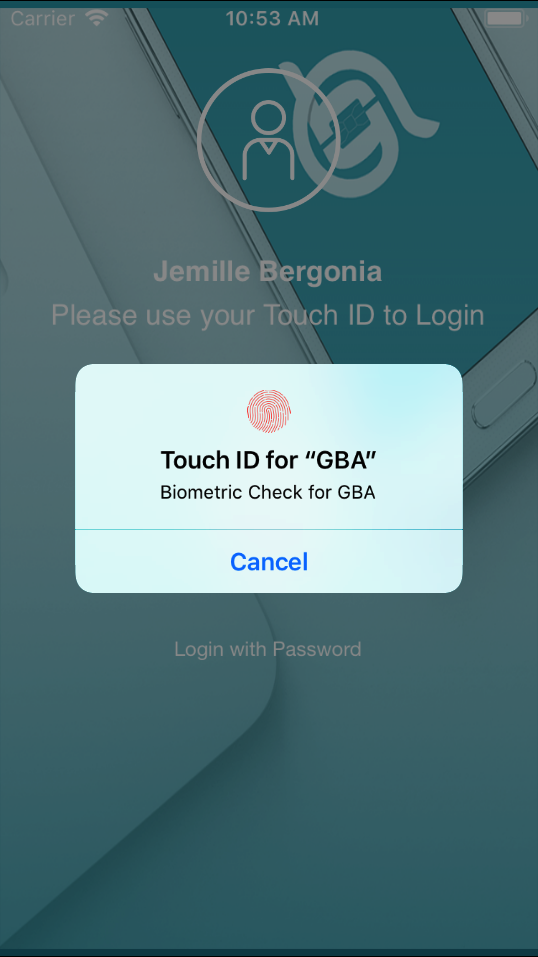 Carrier 10:53 AM
Jemille Bergonia
Please use your Touch ID to Login
Touch ID for “GBA”
Biometric Check for GBA
Cancel
Login with Password